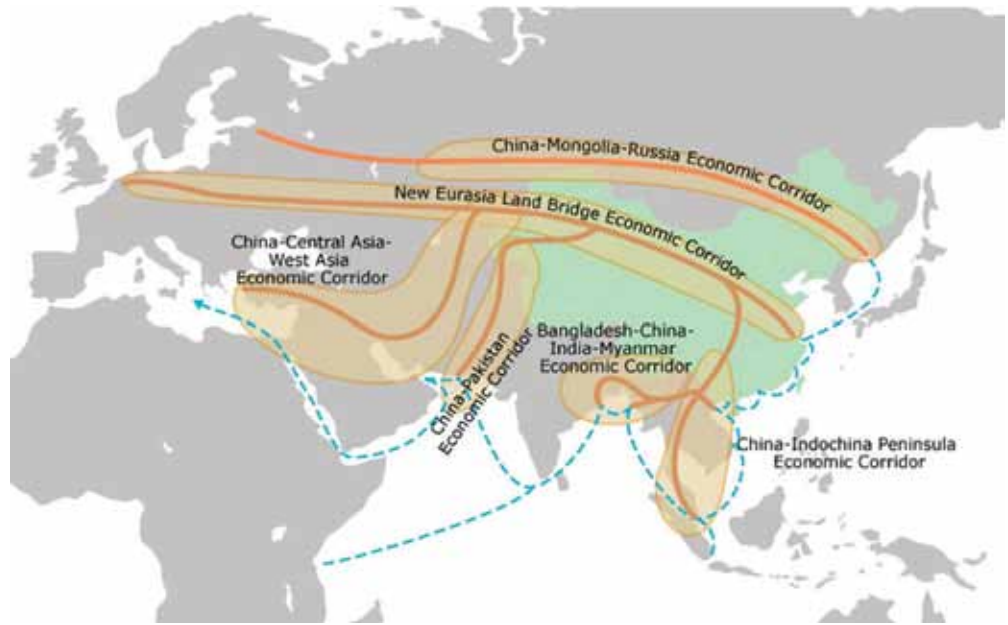 China-Mongolia-Russia Economic Corridor
New Eurasia Land Bridge Economic Corridor
China-Central Asia-
West Asia
Economic Corridor
China-Pakistan
Economic Corridor
Bangladesh-China-
India-Myanmar
Economic Corridor
China-Indochina Peninsula
Economic Corridor